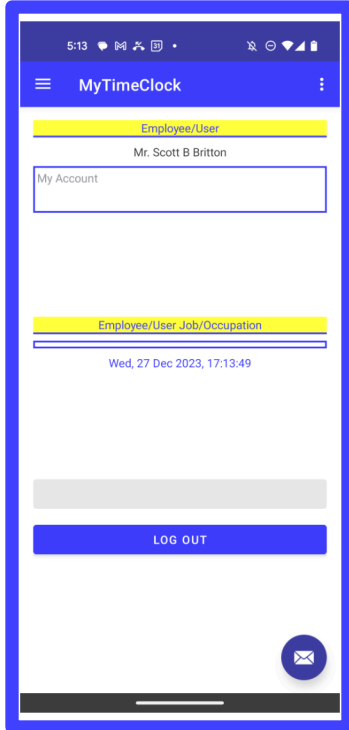 5:13
MyTimeClock
Employee/User
Mr. Scott B Britton
My Account
Employee/User Job/Occupation
Wed, 27 Dec 2023, 17:13:49
LOG OUT